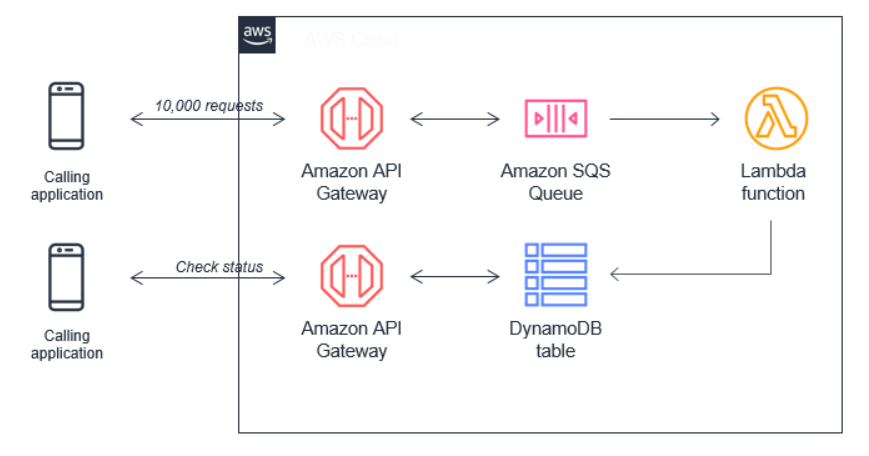 aws
AWS Cloud
10,000 requests
Calling
application
Amazon API
Gateway
Amazon SQS
Queue
Lambda
function
Check status
Calling
application
Amazon API
Gateway
DynamoDB
table